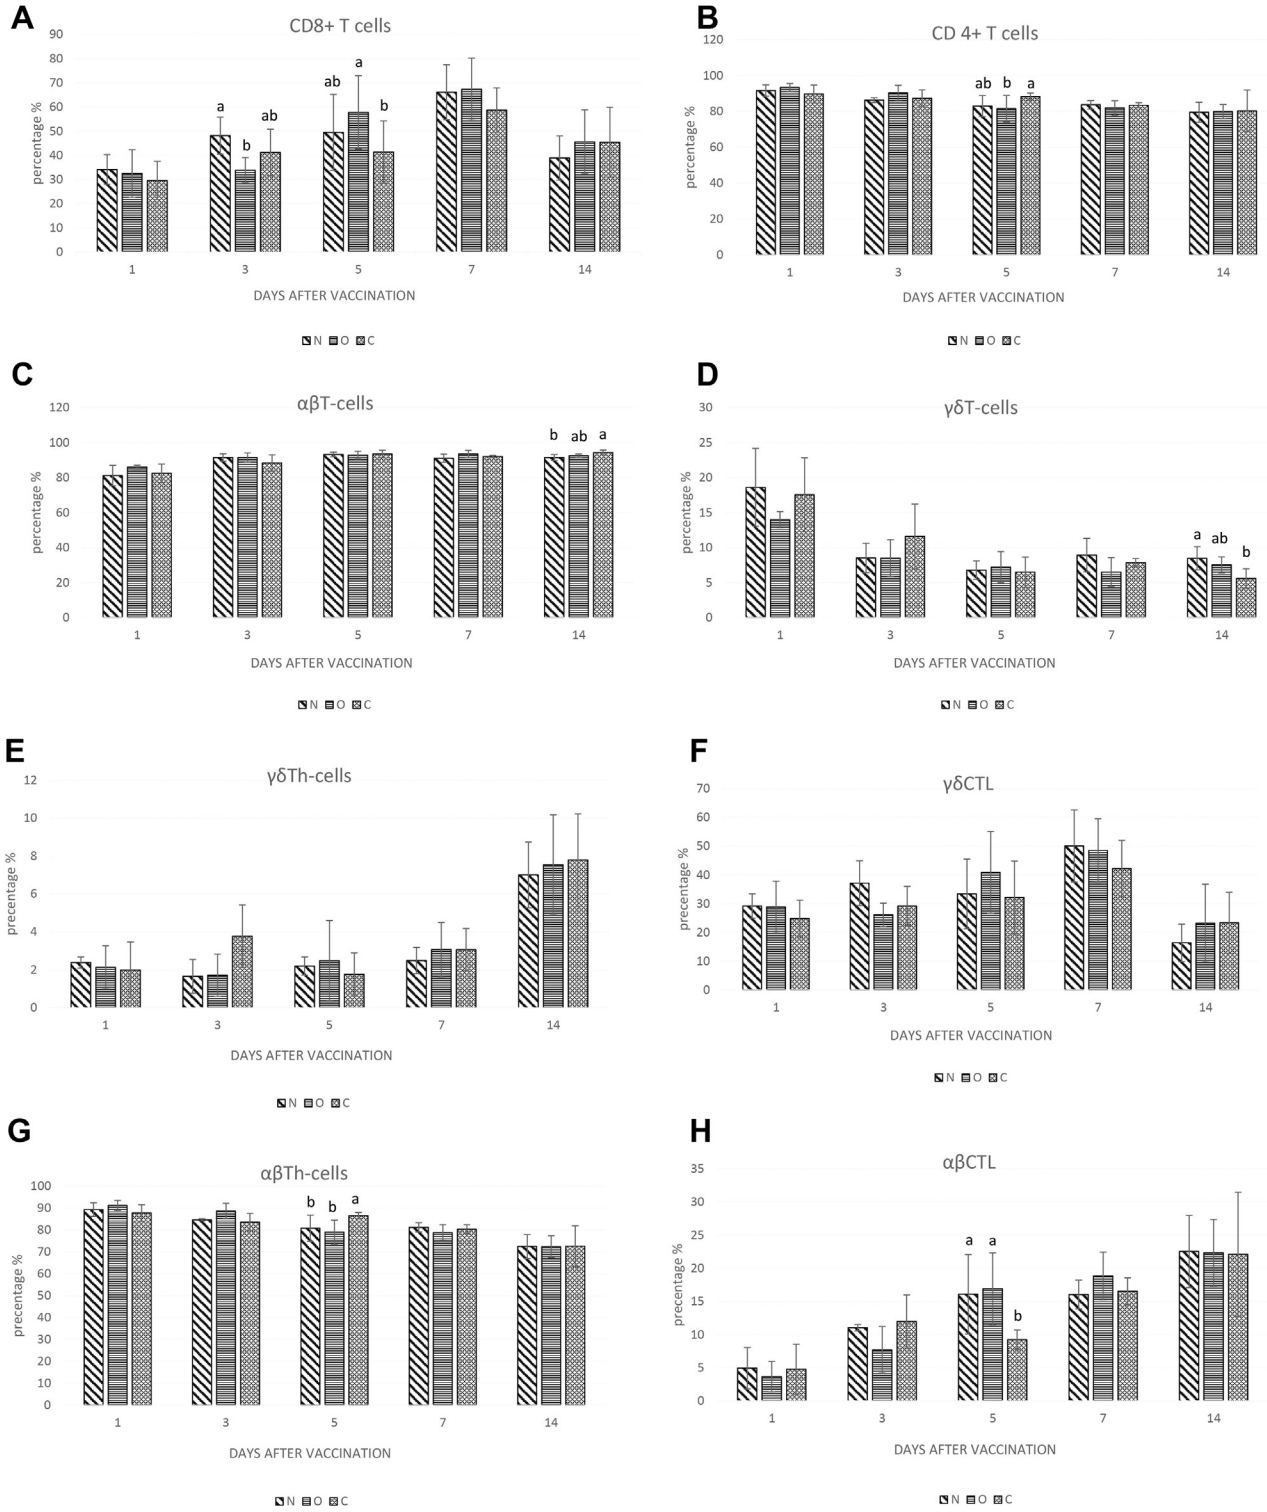 A
CD8+ T cells
90
80
70
60
50
40
30
20
10
0
percentage %
a
b
ab
ab
a
b
1 3 5 7 14
DAYS AFTER VACCINATION
N O C
B
CD 4+ T cells
120
100
80
60
40
20
0
percentage %
ab b a
1 3 5 7 14
DAYS AFTER VACCINATION
N O C
C
αβT-cells
120
100
80
60
40
20
0
percentage %
b ab a
1 3 5 7 14
DAYS AFTER VACCINATION
N O C
D
γδT-cells
30
25
20
15
10
5
0
percentage %
a ab b
1 3 5 7 14
DAYS AFTER VACCINATION
N O C
E
γδTh-cells
12
10
8
6
4
2
0
precentage %
1 3 5 7 14
DAYS AFTER VACCINATION
N O C
F
γδCTL
70
60
50
40
30
20
10
0
precentage %
1 3 5 7 14
DAYS AFTER VACCINATION
N O C
G
αβTh-cells
100
90
80
70
60
50
40
30
20
10
0
precentage %
b b a
1 3 5 7 14
DAYS AFTER VACCINATION
N O C
H
αβCTL
35
30
25
20
15
10
5
0
precentage %
a a
b
1 3 5 7 14
DAYS AFTER VACCINATION
N O C